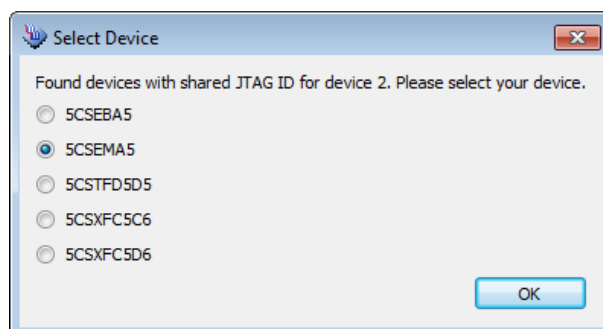 Select Device
Found devices with shared JTAG ID for device 2. Please select your device.
5CSEBA5
5CSEMA5
5CSTFD5D5
5CSXFC5C6
5CSXFC5D6
OK